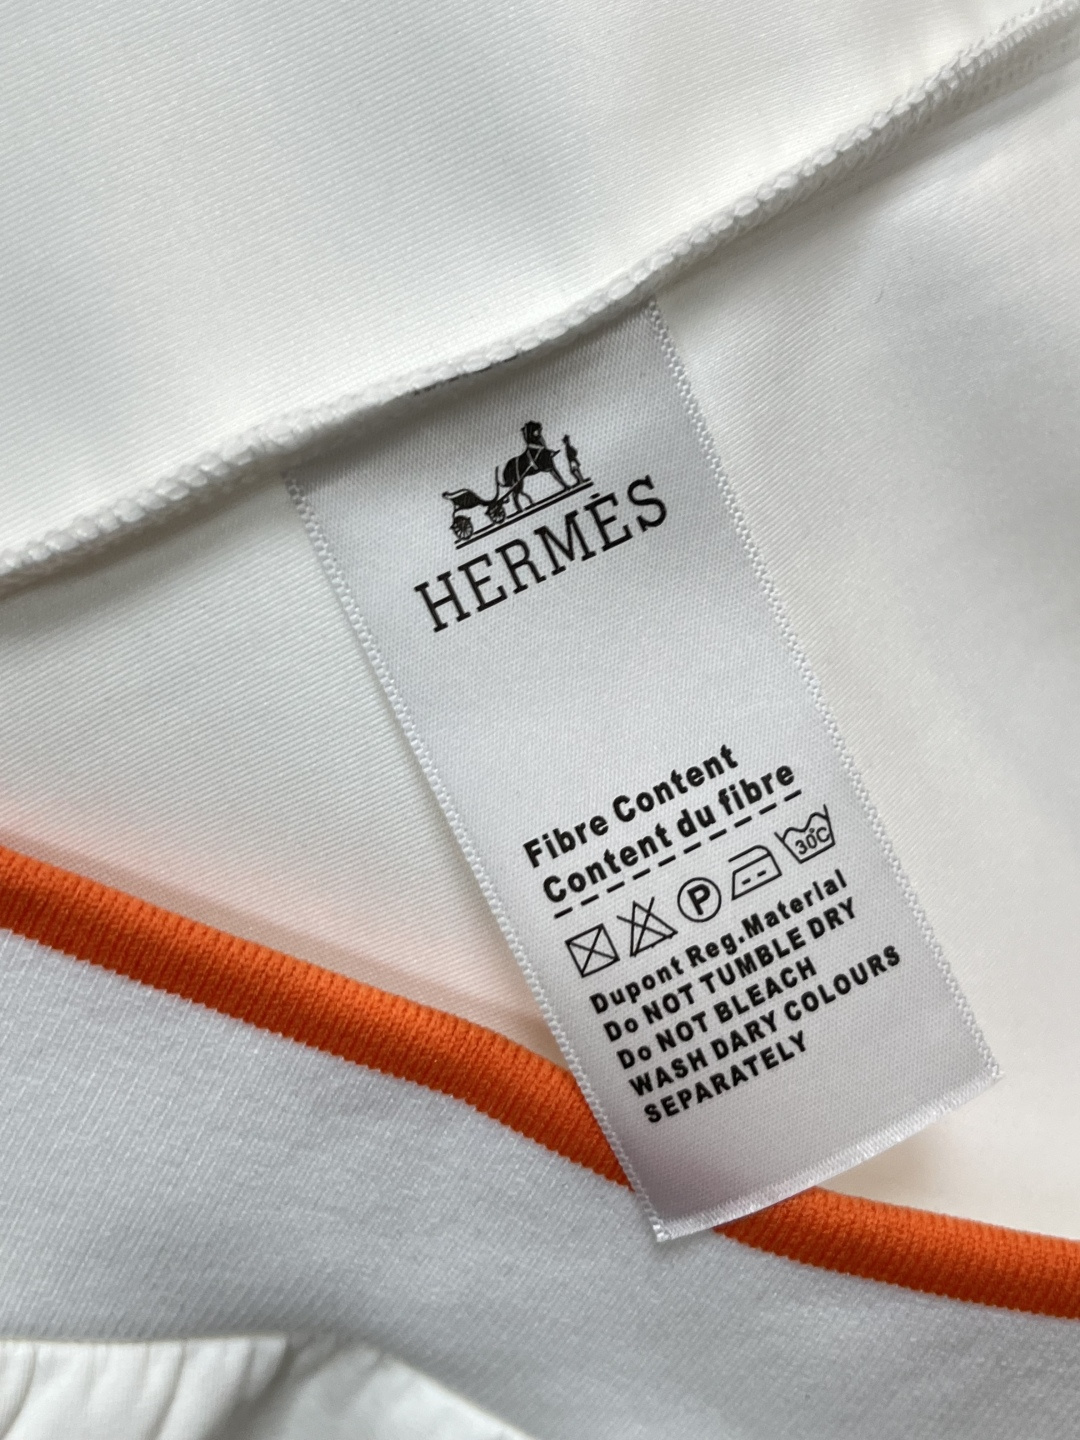 HERMÈS
Fibre Content
Content du fibre
P
30°C
Dupont Reg.Material
Do NOT TUMBLE DRY
Do NOT BLEACH
WASH DARY COLOURS
SEPARATELY